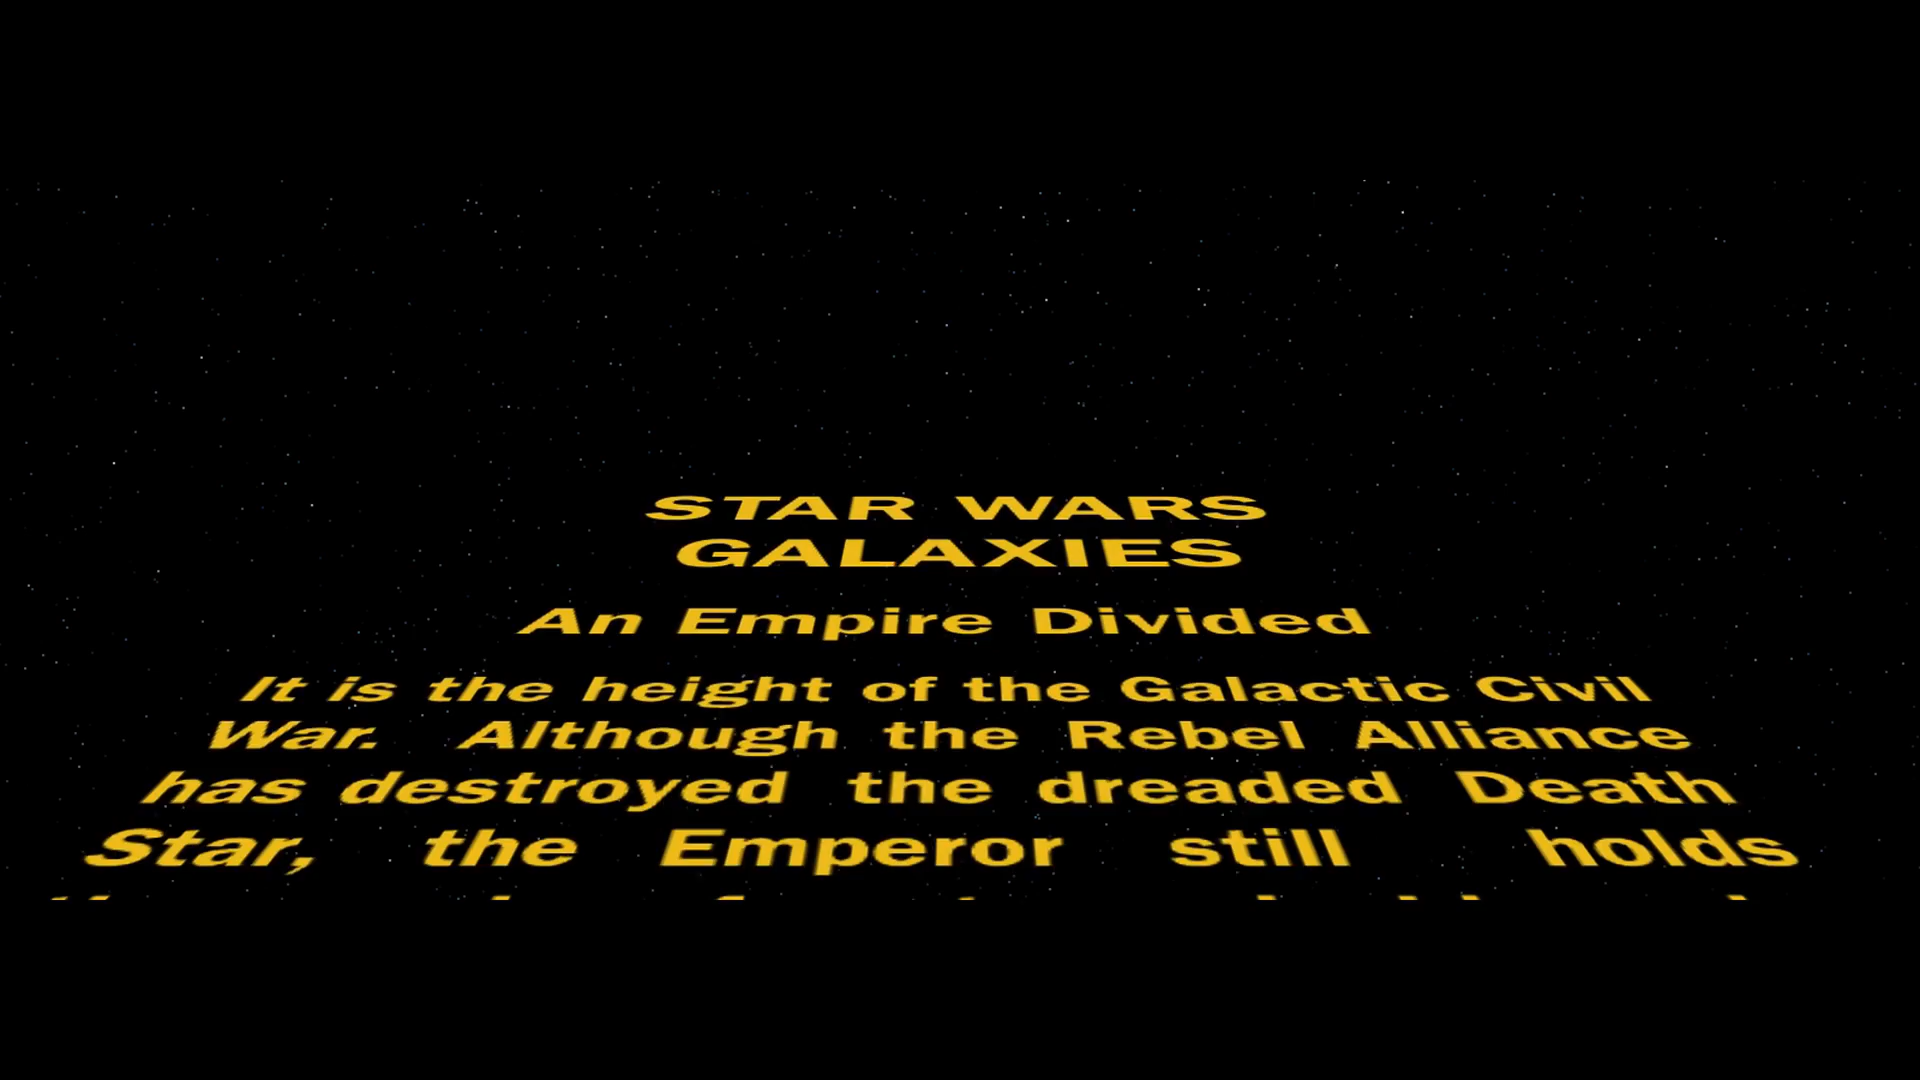 STAR WARS
GALAXIES
An Empire Divided
It is the height of the Galactic Civil
War. Although the Rebel Alliance
has destroyed the dreaded Death
Star, the Emperor still holds